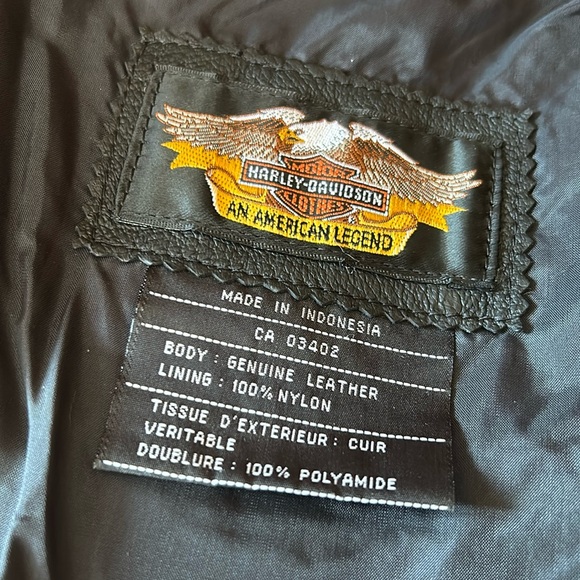 MOTOR
HARLEY-DAVIDSON
CLOTHES
AN AMERICAN LEGEND
MADE IN INDONESIA
CA 03402
BODY : GENUINE LEATHER
LINING : 100% NYLON
TISSUE D'EXTERIEUR : CUIR
VERITABLE
DOUBLURE : 100% POLYAMIDE